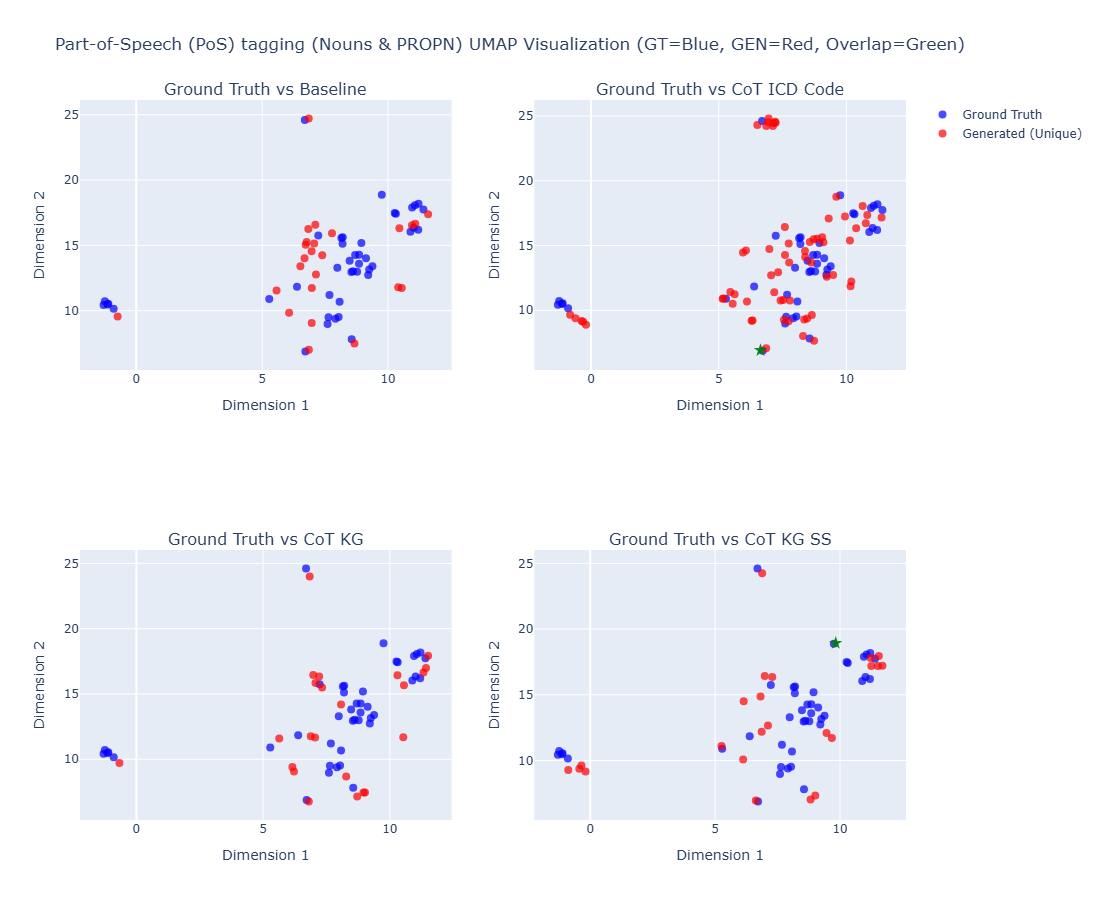 Part-of-Speech (PoS) tagging (Nouns & PROPN) UMAP Visualization (GT=Blue, GEN=Red, Overlap=Green)
Ground Truth vs Baseline
25
20
15
10
0
5
10
Dimension 2
Dimension 1
Ground Truth vs CoT ICD Code
25
20
15
10
0
5
10
Dimension 2
Dimension 1
Ground Truth
Generated (Unique)
Ground Truth vs CoT KG
25
20
15
10
0
5
10
Dimension 2
Dimension 1
Ground Truth vs CoT KG SS
25
20
15
10
0
5
10
Dimension 2
Dimension 1